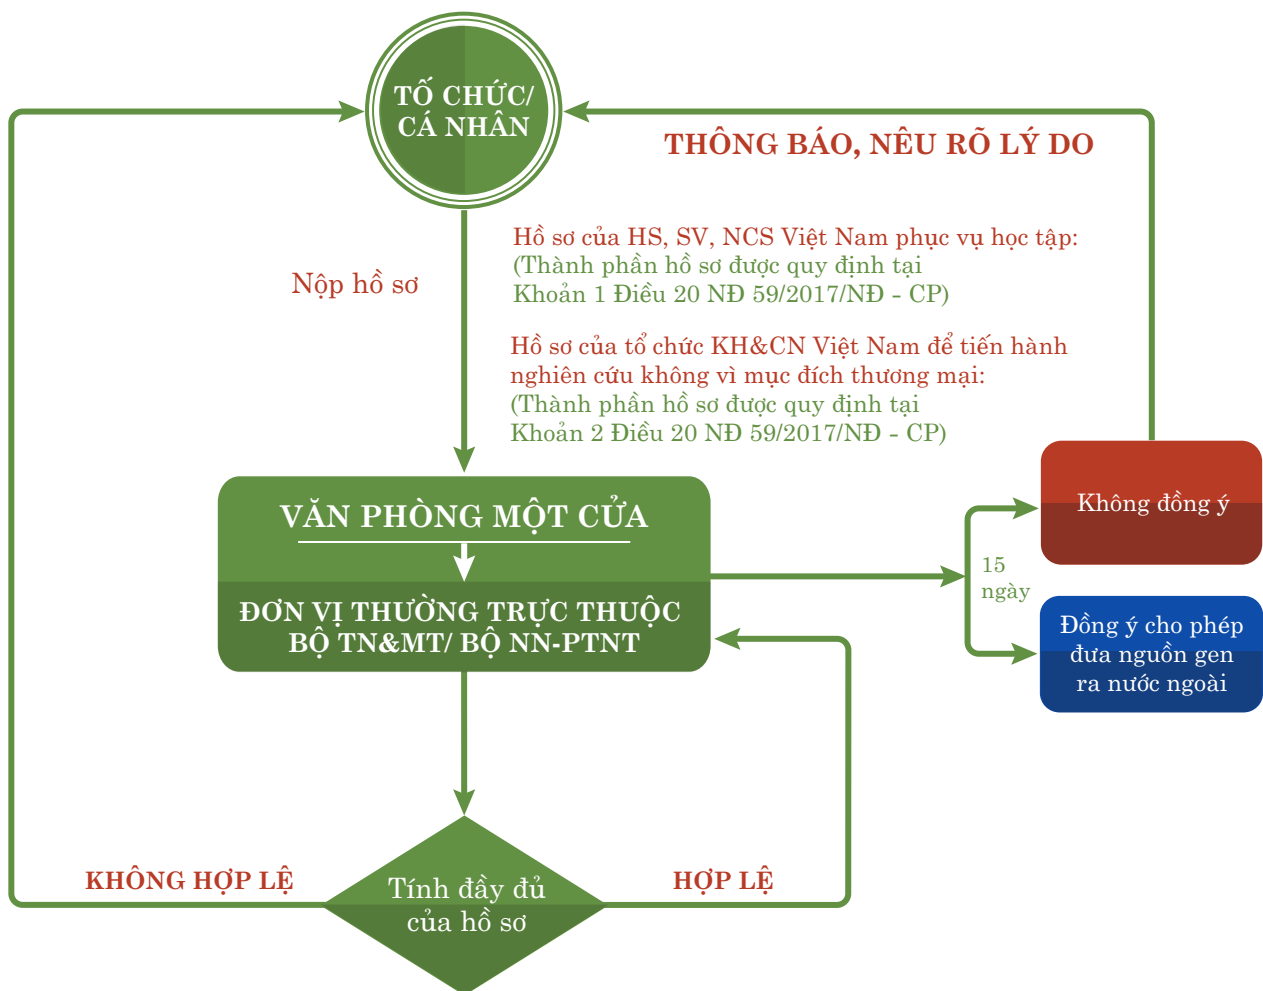 TỐ CHỨC/
CÁ NHÂN
THÔNG BÁO, NÊU RÕ LÝ DO
Nộp hồ sơ
Hồ sơ của HS, SV, NCS Việt Nam phục vụ học tập:
(Thành phần hồ sơ được quy định tại
Khoản 1 Điều 20 NĐ 59/2017/NĐ - CP)
Hồ sơ của tổ chức KH&CN Việt Nam để tiến hành
nghiên cứu không vì mục đích thương mại:
(Thành phần hồ sơ được quy định tại
Khoản 2 Điều 20 NĐ 59/2017/NĐ - CP)
VĂN PHÒNG MỘT CỬA
ĐƠN VỊ THƯỜNG TRỰC THUỘC
BỘ TN&MT/ BỘ NN-PTNT
15
ngày
Không đồng ý
Đồng ý cho phép
đưa nguồn gen
ra nước ngoài
KHÔNG HỢP LỆ
Tính đầy đủ
của hồ sơ
HỢP LỆ